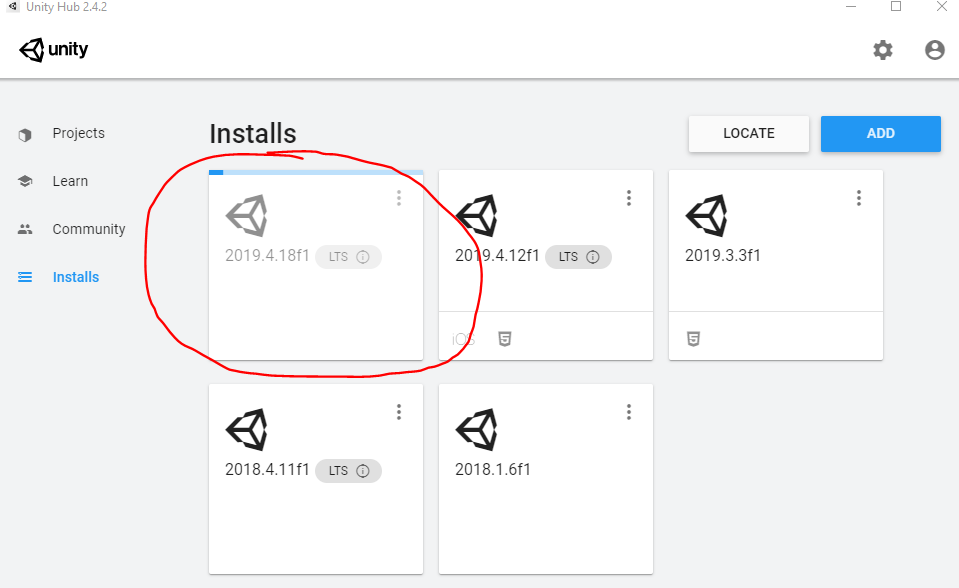 Unity Hub 2.4.2
unity
Projects
Learn
Community
Installs
Installs
LOCATE
ADD
2019.4.18f1 LTS
2019.4.12f1 LTS
iOS
2019.3.3f1
2018.4.11f1 LTS
2018.1.6f1